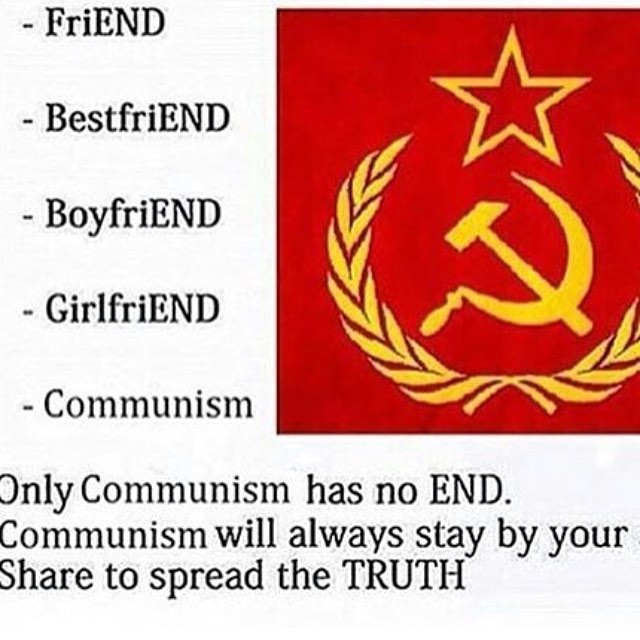 - FriEND
- BestfriEND
- BoyfriEND
- GirlfriEND
- Communism
Only Communism has no END.
Communism will always stay by your
Share to spread the TRUTH